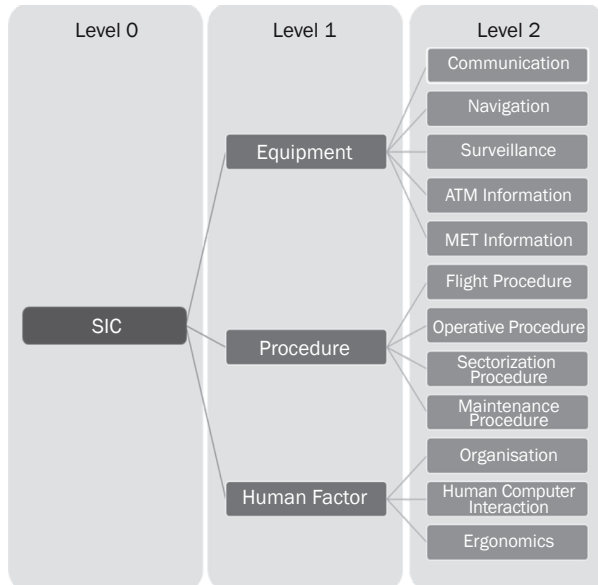 Level 0
Level 1
Level 2
SIC
Equipment
Procedure
Human Factor
Communication
Navigation
Surveillance
ATM Information
MET Information
Flight Procedure
Operative Procedure
Sectorization
Procedure
Maintenance
Procedure
Organisation
Human Computer
Interaction
Ergonomics